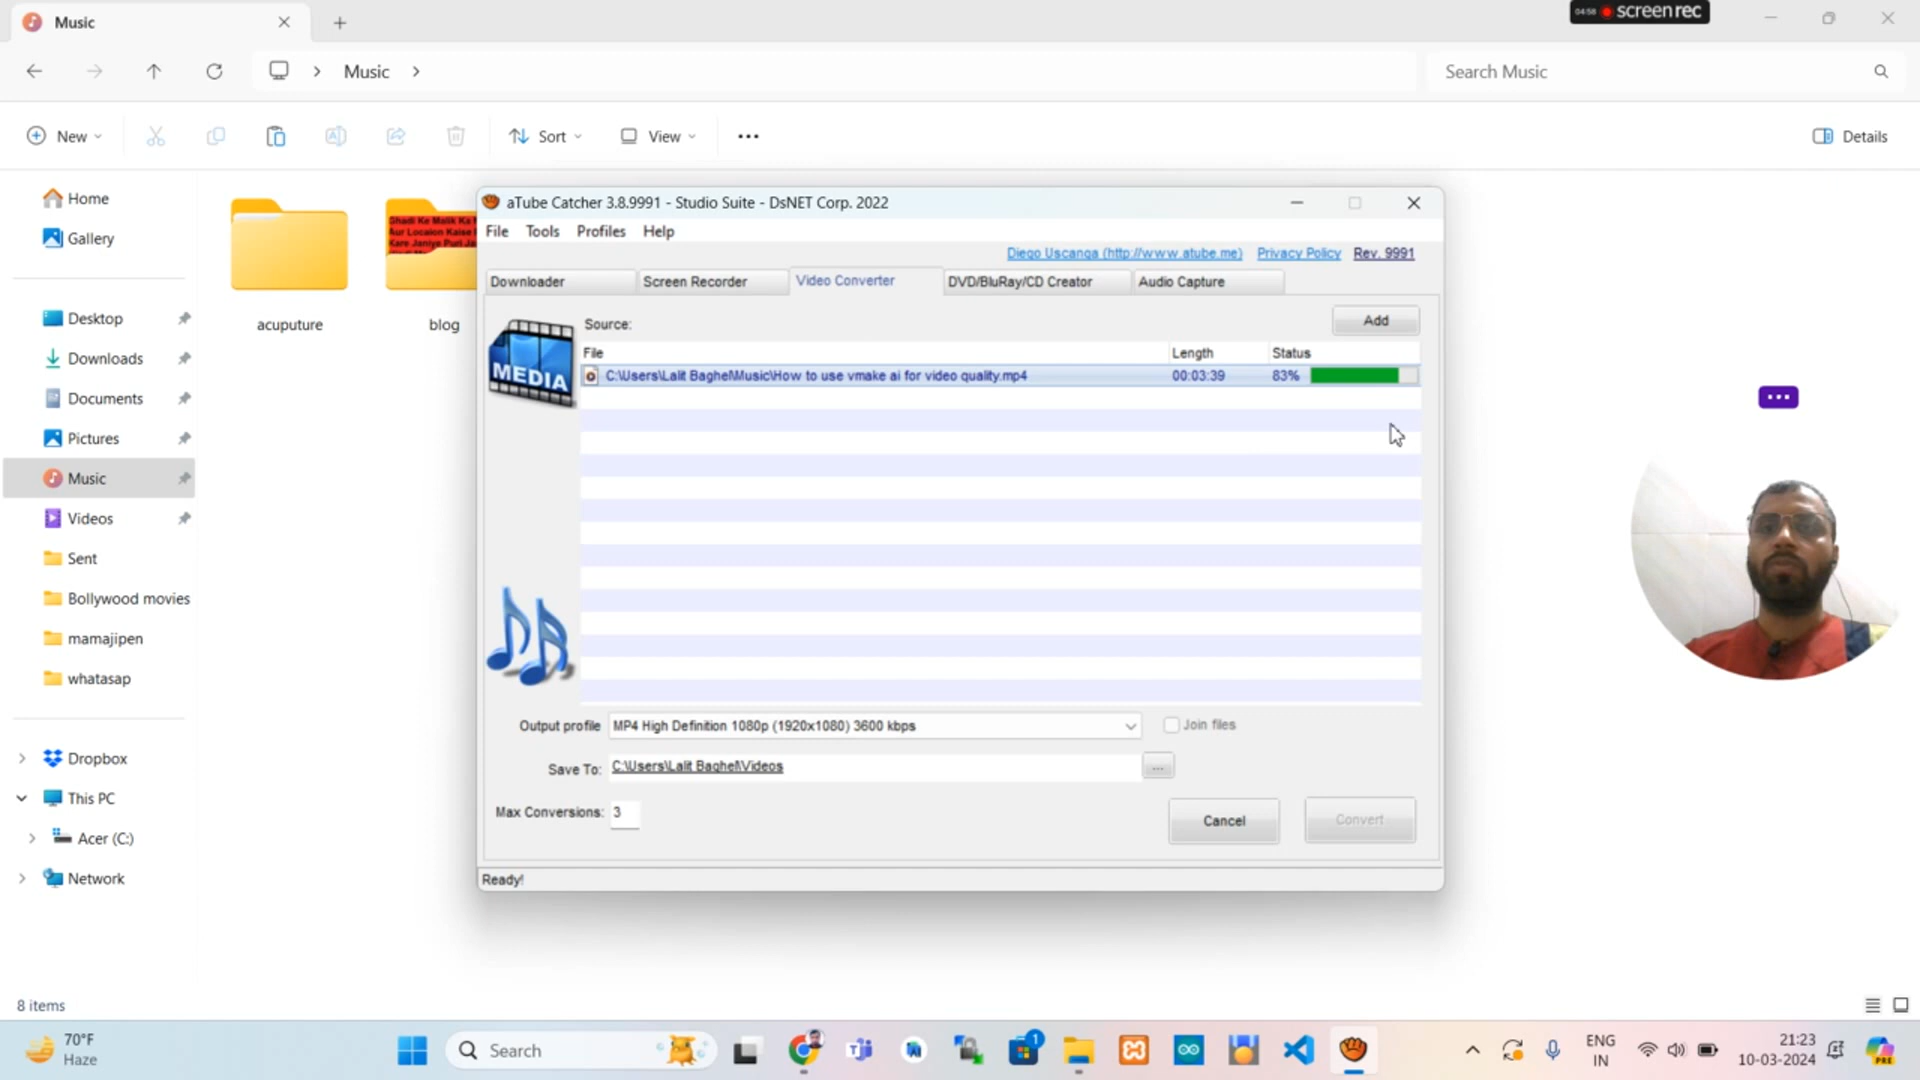 Music
04:58 screenrec
Music
Search Music
New
Sort
View
Details
Home
Gallery
Desktop
Downloads
Documents
Pictures
Music
Videos
Sent
Bollywood movies
mamajipen
whatasap
Dropbox
This PC
Acer (C:)
Network
acuputure
Ghadi Ke Malik Ka
Aur Locaion Kaise
Kare Janiye Puri
blog
aTube Catcher 3.8.9991 - Studio Suite - DsNET Corp. 2022
File Tools Profiles Help
Diego Uscanga (http://www.atube.me) Privacy Policy Rev. 9991
Downloader Screen Recorder Video Converter DVD/BluRay/CD Creator Audio Capture
MEDIA
Source:
Add
File Length Status
C:\Users\Lalit Baghel\Music\How to use vmake ai for video quality.mp4 00:03:39 83%
Output profile MP4 High Definition 1080p (1920x1080) 3600 kbps Join files
Save To: C:\Users\Lalit Baghel\Videos ...
Max Conversions: 3
Cancel Convert
Ready!
8 items
70°F
Haze
Search
1
ENG
IN
21:23
10-03-2024
PRE